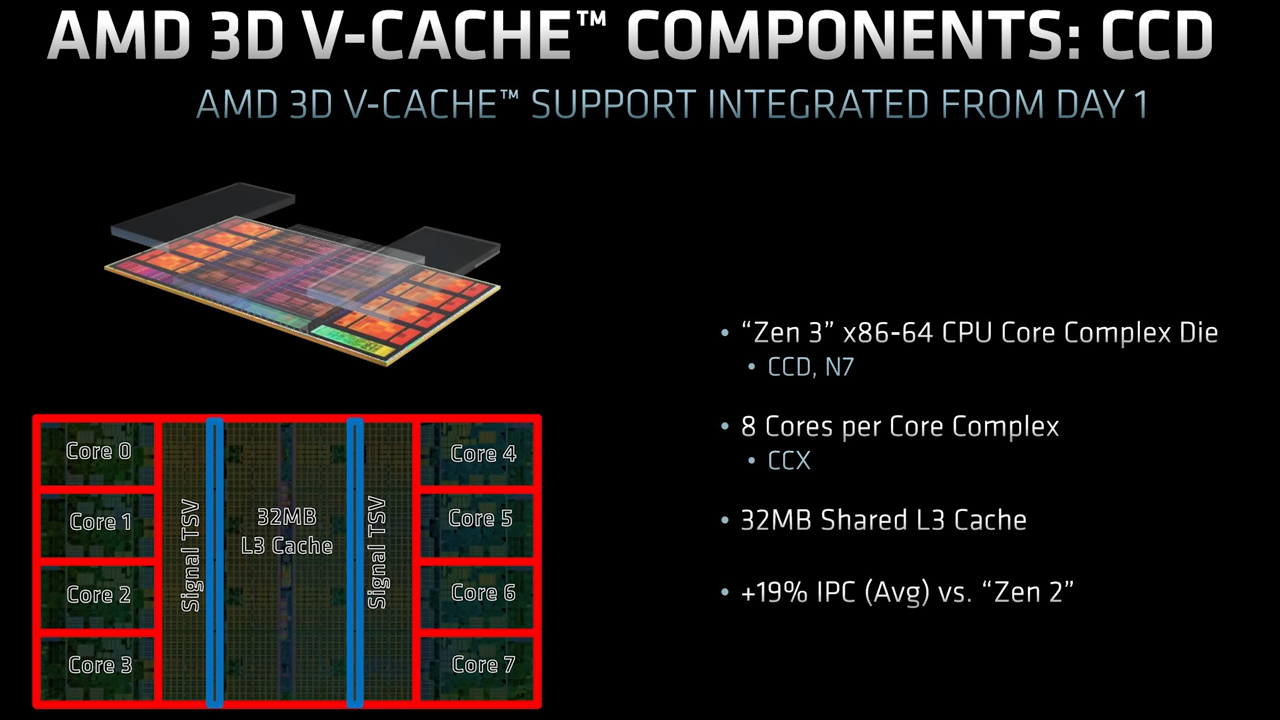 AMD 3D V-CACHE™ COMPONENTS: CCD
AMD 3D V-CACHE™ SUPPORT INTEGRATED FROM DAY 1
• “Zen 3” x86-64 CPU Core Complex Die
• CCD, N7
• 8 Cores per Core Complex
• CCX
• 32MB Shared L3 Cache
• +19% IPC (Avg) vs. “Zen 2”
Core 0
Core 1
Core 2
Core 3
Signal TSV
32MB
L3 Cache
Signal TSV
Core 4
Core 5
Core 6
Core 7